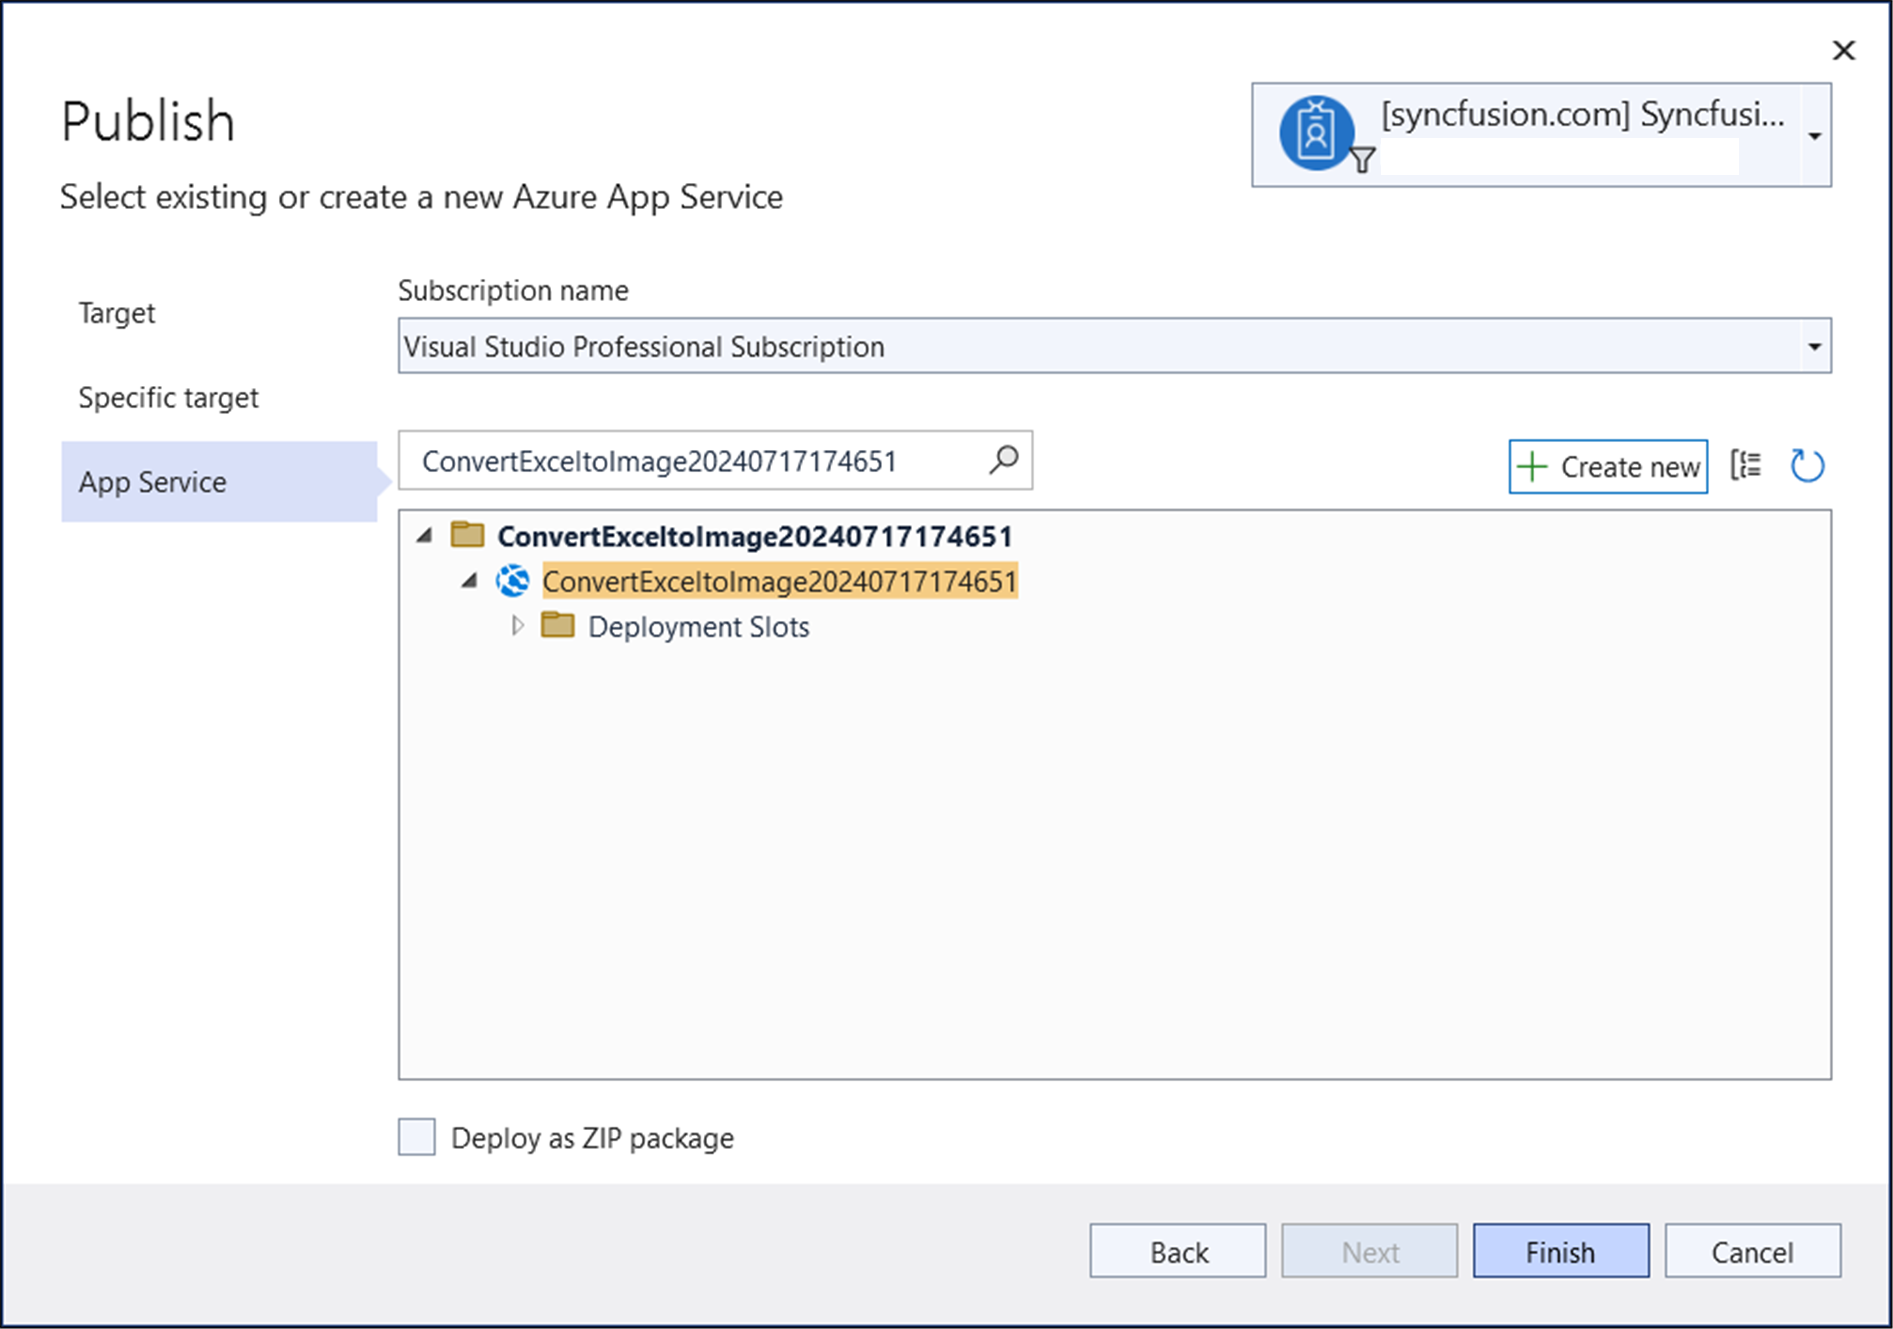 Publish
Select existing or create a new Azure App Service
[syncfusion.com] Syncfusi...
Target
Specific target
App Service
Subscription name
Visual Studio Professional Subscription
ConvertExceltoImage20240717174651
Create new
ConvertExceltoImage20240717174651
ConvertExceltoImage20240717174651
Deployment Slots
Deploy as ZIP package
Back
Next
Finish
Cancel